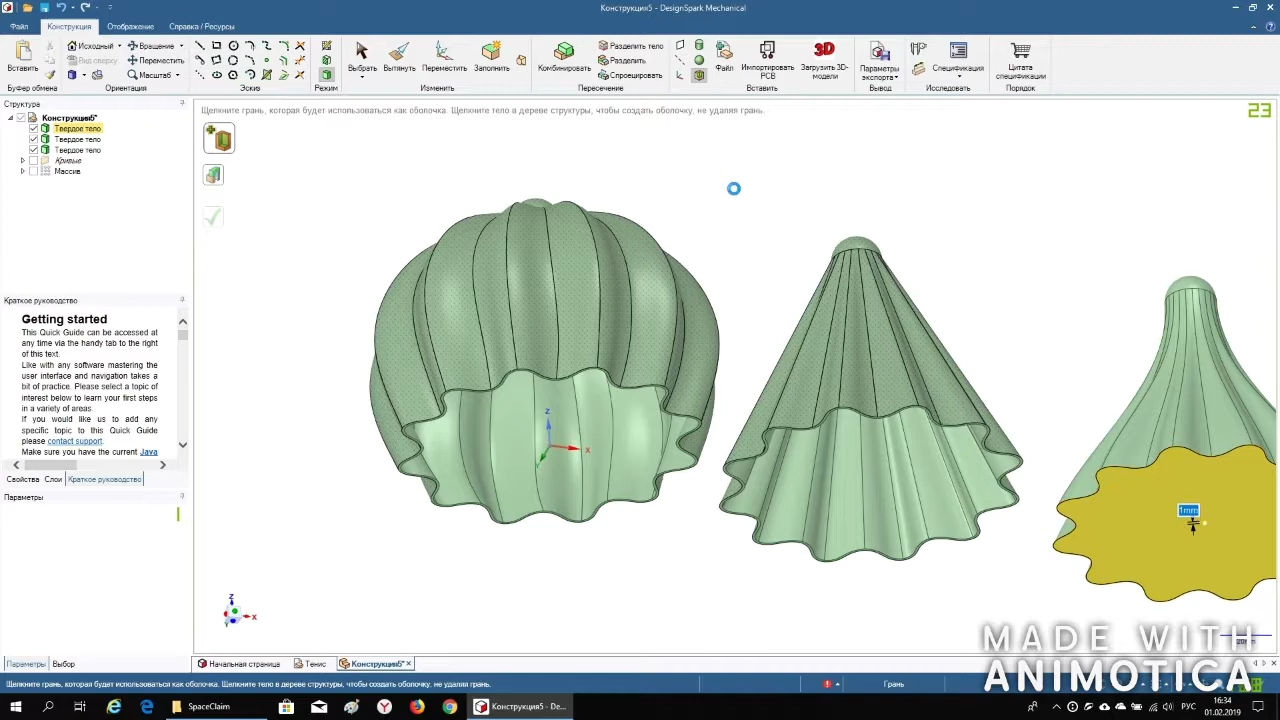 Конструкция5 - DesignSpark Mechanical
Файл Конструкция Отображение Справка / Ресурсы
Вставить
Исходный Вращение
Вид сверху Переместить
Масштаб
Выбрать Вытянуть Переместить Заполнить
Комбинировать
Разделить тело
Разделить
Спроецировать
Файл
Импортировать PCB
Загрузить 3D-модели
3D
Параметры экспорта
Спецификация
Цитата спецификации
Буфер обмена Ориентация Эскиз Режим Изменить Пересечение Вставить Вывод Исследовать Порядок
Структура
Конструкция5*
Твердое тело
Твердое тело
Твердое тело
Кривые
Массив
Щелкните грань, которая будет использоваться как оболочка. Щелкните тело в дереве структуры, чтобы создать оболочку, не удаляя грань.
23
Краткое руководство
Getting started
This Quick Guide can be accessed
at any time via the handy tab to the right
of this text.
Like with any software mastering the
user interface and navigation takes a
bit of practice. Please select a topic of
interest below to learn your first steps
in a variety of areas.
If you would like us to add any
specific topic to this Quick Guide
please contact support.
Make sure you have the current Java
Свойства Слои Краткое руководство
Параметры
Z
X
Y
1mm
Z
X
Y
MADE WITH
ANIMOTICA
Параметры Выбор
Начальная страница Тенис Конструкция5*
Щелкните грань, которая будет использоваться как оболочка. Щелкните тело в дереве структуры, чтобы создать оболочку, не удаляя грань.
Грань
SpaceClaim
Конструкция5 - De...
РУС
16:34
01.02.2019